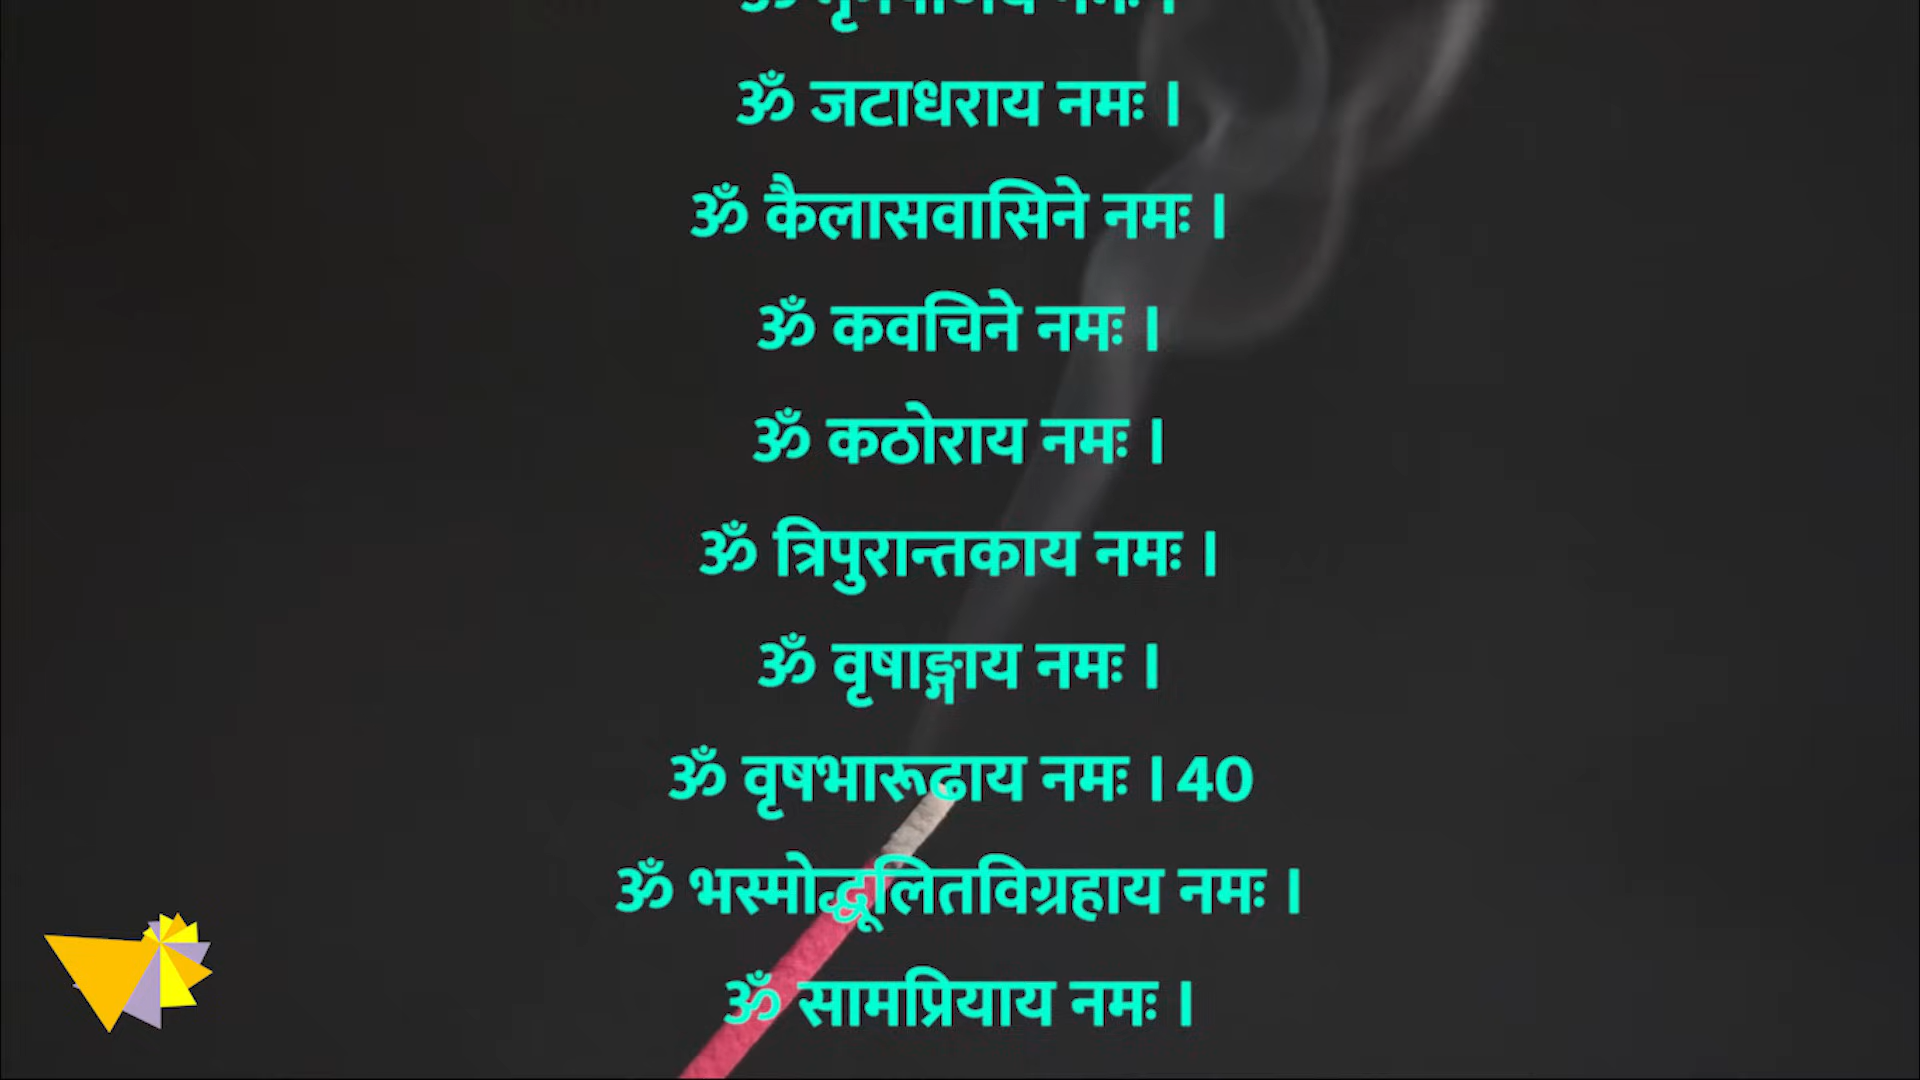 ॐ जटाधराय नमः ।
ॐ कैलासवासिने नमः ।
ॐ कवचिने नमः ।
ॐ कठोराय नमः ।
ॐ त्रिपुरान्तकाय नमः ।
ॐ वृषाङ्गाय नमः ।
ॐ वृषभारूढाय नमः । 40
ॐ भस्मोद्धूलितविग्रहाय नमः ।
ॐ सामप्रियाय नमः ।